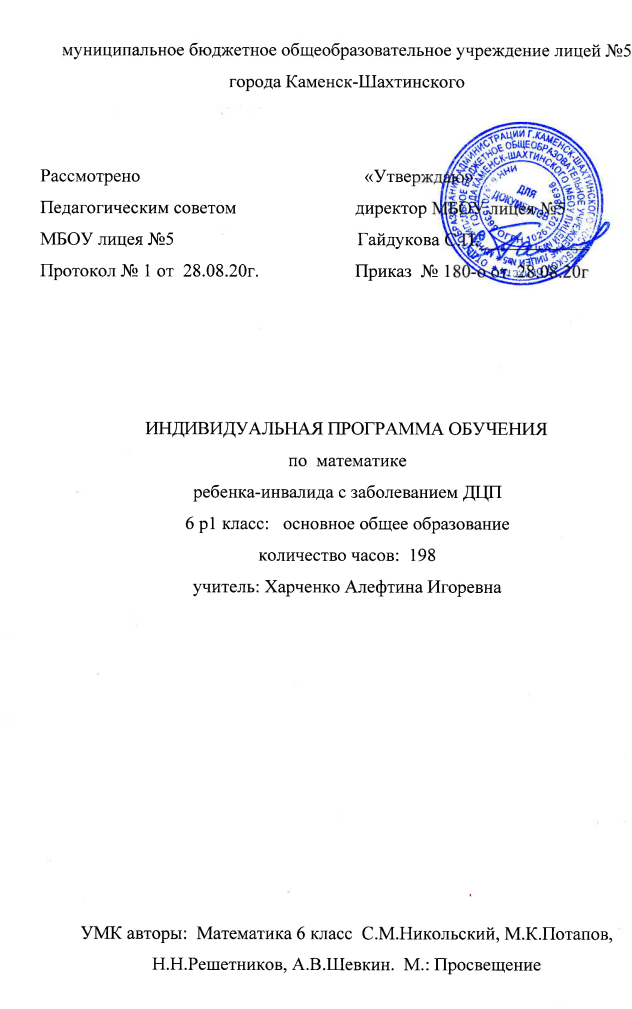 муниципальное бюджетное общеобразовательное учреждение лицей №5
города Каменск-Шахтинского
Рассмотрено «Утверждаю»
Педагогическим советом директор МБОУ лицея №5
МБОУ лицея №5 Гайдукова
Протокол № 1 от 28.08.20г. Приказ № 180-о от 28.08.20г
ДЛЯ
ДОКУМЕНТОВ
ИНДИВИДУАЛЬНАЯ ПРОГРАММА ОБУЧЕНИЯ
по математике
ребенка-инвалида с заболеванием ДЦП
6 р1 класс: основное общее образование
количество часов: 198
учитель: Харченко Алефтина Игоревна
УМК авторы: Математика 6 класс С.М.Никольский, М.К.Потапов,
Н.Н.Решетников, А.В.Шевкин. М.: Просвещение